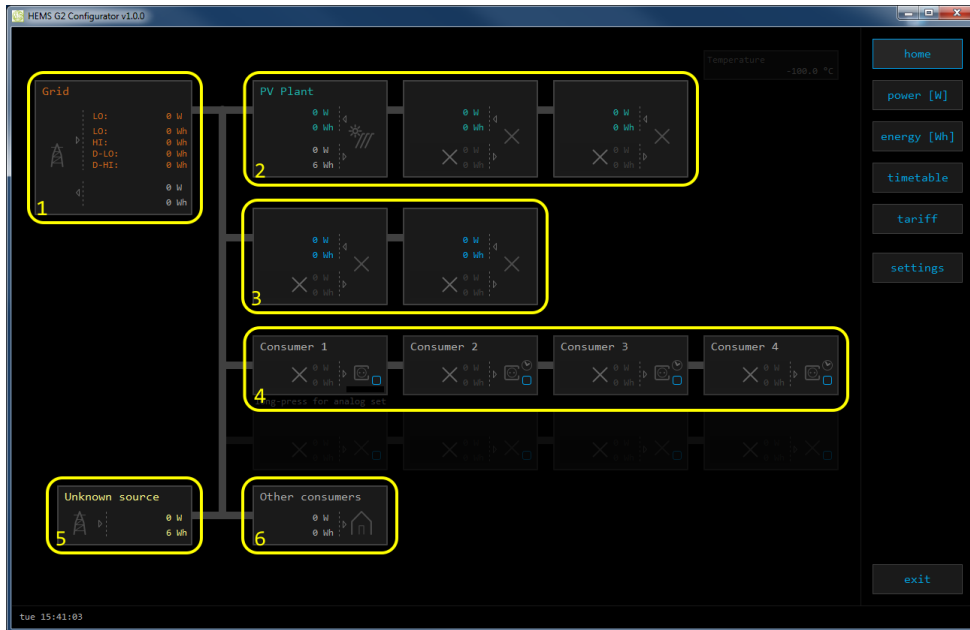 HEMS G2 Configurator v1.0.0
Temperature
-100.0 °C
home
power [W]
energy [Wh]
timetable
tariff
settings
exit
Grid
LO: 0 W
LO: 0 Wh
HI: 0 Wh
D-LO: 0 Wh
D-HI: 0 Wh
0 W
0 Wh
1
PV Plant
0 W
0 Wh
0 W
6 Wh
2
0 W
0 Wh
0 W
0 Wh
0 W
0 Wh
0 W
0 Wh
0 W
0 Wh
0 W
0 Wh
3
0 W
0 Wh
0 W
0 Wh
Consumer 1
0 W
0 Wh
4
Consumer 2
0 W
0 Wh
Consumer 3
0 W
0 Wh
Consumer 4
0 W
0 Wh
long-press for analog set
Unknown source
0 W
6 Wh
5
Other consumers
0 W
0 Wh
6
tue 15:41:03